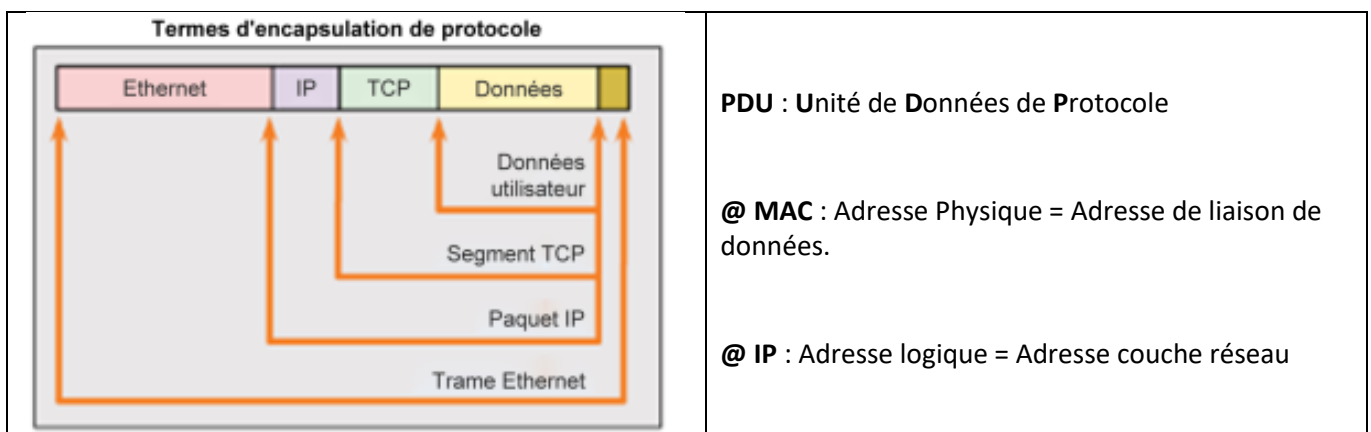 Termes d'encapsulation de protocole
Ethernet IP TCP Données
Données
utilisateur
Segment TCP
Paquet IP
Trame Ethernet
PDU : Unité de Données de Protocole
@ MAC : Adresse Physique = Adresse de liaison de
données.
@ IP : Adresse logique = Adresse couche réseau